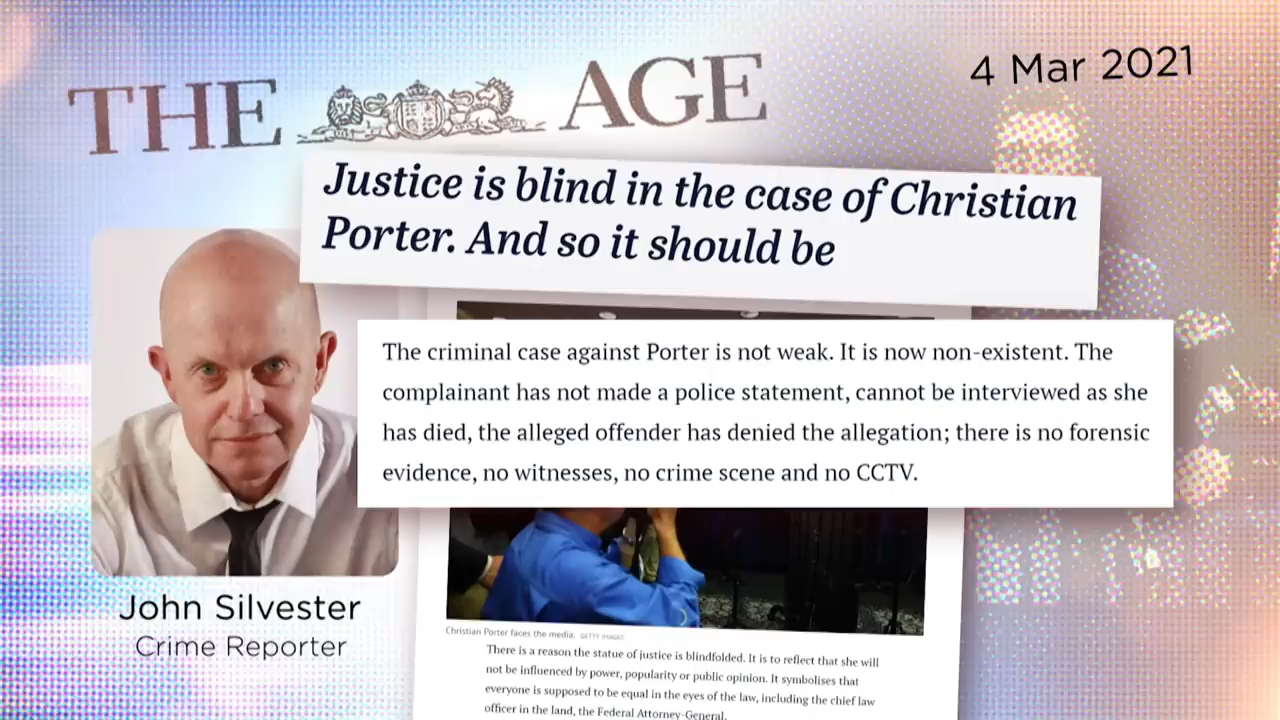 THE AGE
4 Mar 2021
Justice is blind in the case of Christian
Porter. And so it should be
The criminal case against Porter is not weak. It is now non-existent. The
complainant has not made a police statement, cannot be interviewed as she
has died, the alleged offender has denied the allegation; there is no forensic
evidence, no witnesses, no crime scene and no CCTV.
John Silvester
Crime Reporter
Christian Porter faces the media. GETTY IMAGES
There is a reason the statue of justice is blindfolded. It is to reflect that she will
not be influenced by power, popularity or public opinion. It symbolises that
everyone is supposed to be equal in the eyes of the law, including the chief law
officer in the land, the Federal Attorney-General.